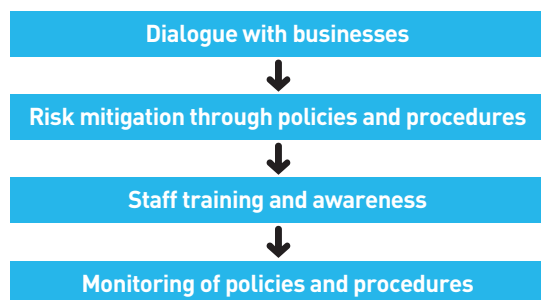 Dialogue with businesses
Risk mitigation through policies and procedures
Staff training and awareness
Monitoring of policies and procedures